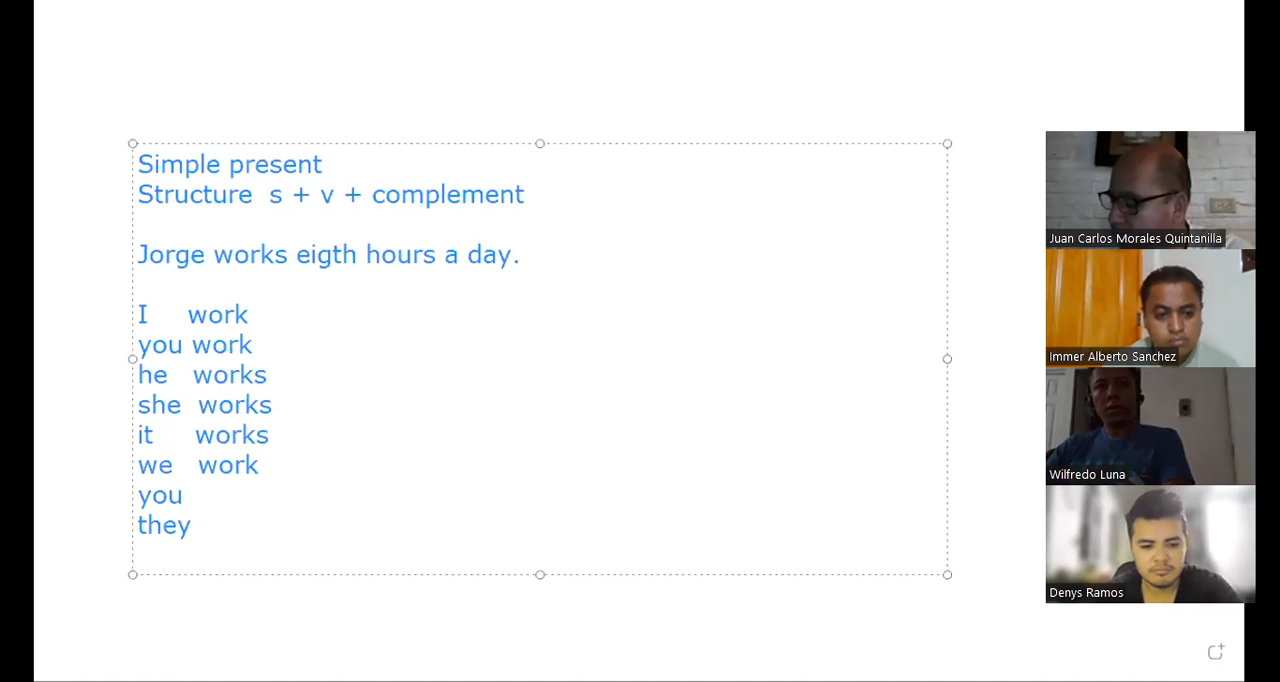 Simple present
Structure s + v + complement
Jorge works eigth hours a day.
I work
you work
he works
she works
it works
we work
you
they
Juan Carlos Morales Quintanilla
Immer Alberto Sanchez
Wilfredo Luna
Denys Ramos